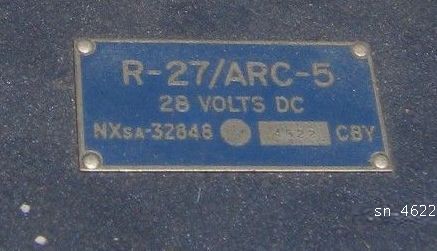 R-27/ARC-5
28 VOLTS DC
NXSA-32848 4622 CBY
sn 4622